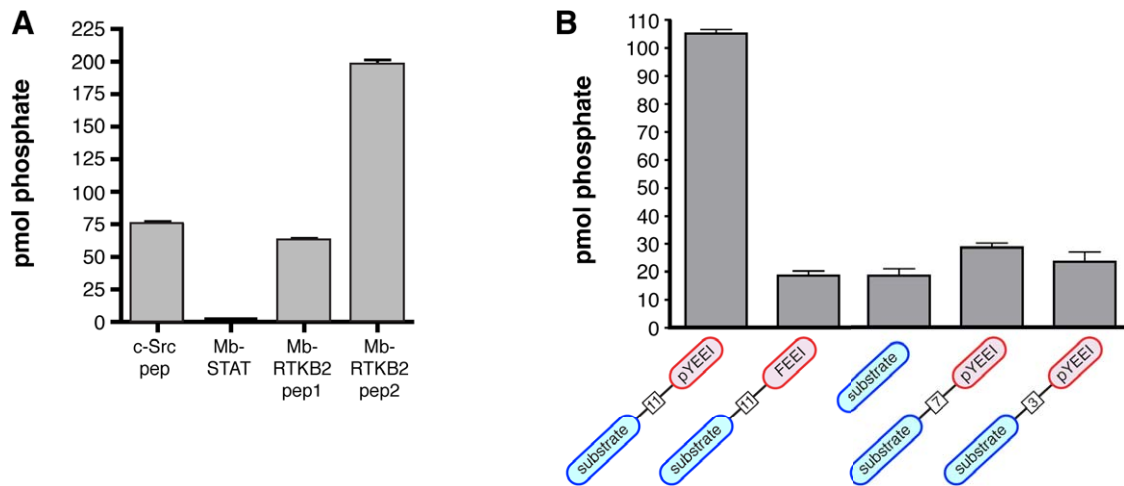 A
pmol phosphate
225
200
175
150
125
100
75
50
25
0
c-Src
pep
Mb-
STAT
Mb-
RTKB2
pep1
Mb-
RTKB2
pep2
B
pmol phosphate
110
100
90
80
70
60
50
40
30
20
10
0
substrate
11
pYEEI
substrate
11
FEEI
substrate
substrate
7
pYEEI
substrate
3
pYEEI